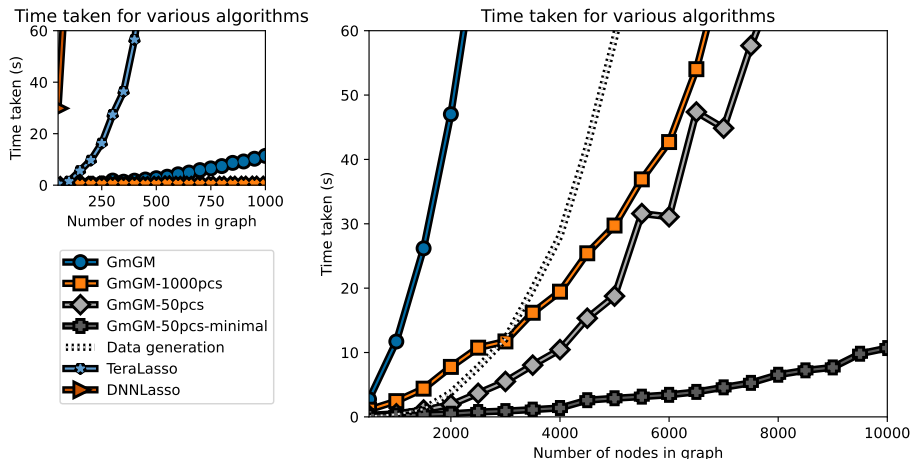 Time taken for various algorithms
60
40
20
0
Time taken (s)
250
500
750
1000
Number of nodes in graph
GmGM
GmGM-1000pcs
GmGM-50pcs
GmGM-50pcs-minimal
Data generation
TeraLasso
DNNLasso
Time taken for various algorithms
60
50
40
30
20
10
0
Time taken (s)
2000
4000
6000
8000
10000
Number of nodes in graph